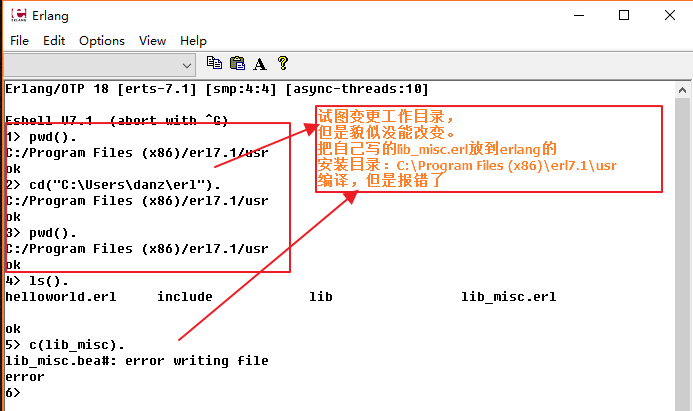 Erlang
ERLANG
File Edit Options View Help
Erlang/OTP 18 [erts-7.1] [smp:4:4] [async-threads:10]
Eshell V7.1 (abort with ^G)
1> pwd().
C:/Program Files (x86)/erl7.1/usr
ok
2> cd("C:\Users\danz\erl").
C:/Program Files (x86)/erl7.1/usr
ok
3> pwd().
C:/Program Files (x86)/erl7.1/usr
ok
4> ls().
helloworld.erl include lib lib_misc.erl
ok
5> c(lib_misc).
lib_misc.bea#: error writing file
error
6>
试图变更工作目录，
但是貌似没能改变。
把自己写的lib_misc.erl放到erlang的
安装目录：C:\Program Files (x86)\erl7.1\usr
编译，但是报错了